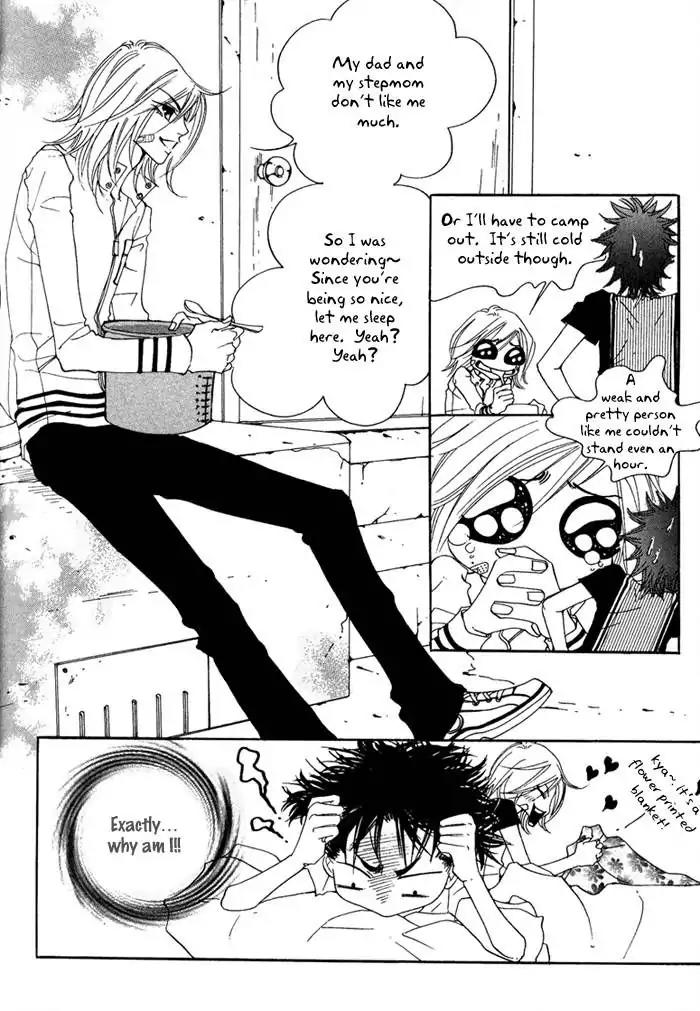 My dad and
my stepmom
don't like me
much.
So I was
wondering~
Since you're
being so nice,
let me sleep
here. Yeah?
Yeah?
Or I'll have to camp
out. It's still cold
outside though.
A
weak and
pretty person
like me couldn't
stand even an
hour.
Exactly...
why am I!!
kya~ it's a
flower printed
blanket!